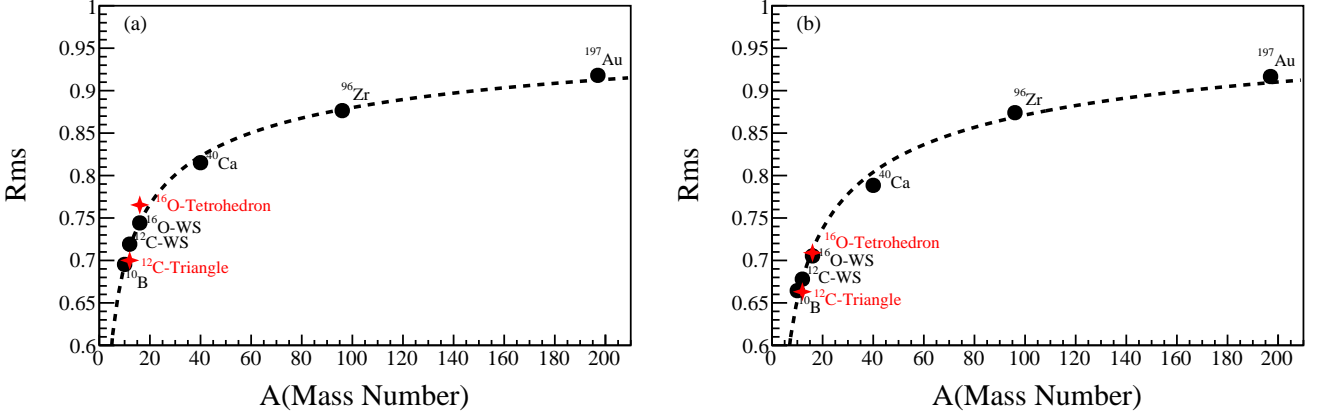 (a)
Rms
1
0.95
0.9
0.85
0.8
0.75
0.7
0.65
0.6
¹⁹⁷Au
⁹⁶Zr
⁴⁰Ca
¹⁶O-Tetrohedron
¹⁶O-WS
¹²C-WS
¹²C-Triangle
¹⁰B
0 20 40 60 80 100 120 140 160 180 200
A(Mass Number)
(b)
Rms
1
0.95
0.9
0.85
0.8
0.75
0.7
0.65
0.6
¹⁹⁷Au
⁹⁶Zr
⁴⁰Ca
¹⁶O-Tetrohedron
¹⁶O-WS
¹²C-WS
¹²C-Triangle
¹⁰B
0 20 40 60 80 100 120 140 160 180 200
A(Mass Number)